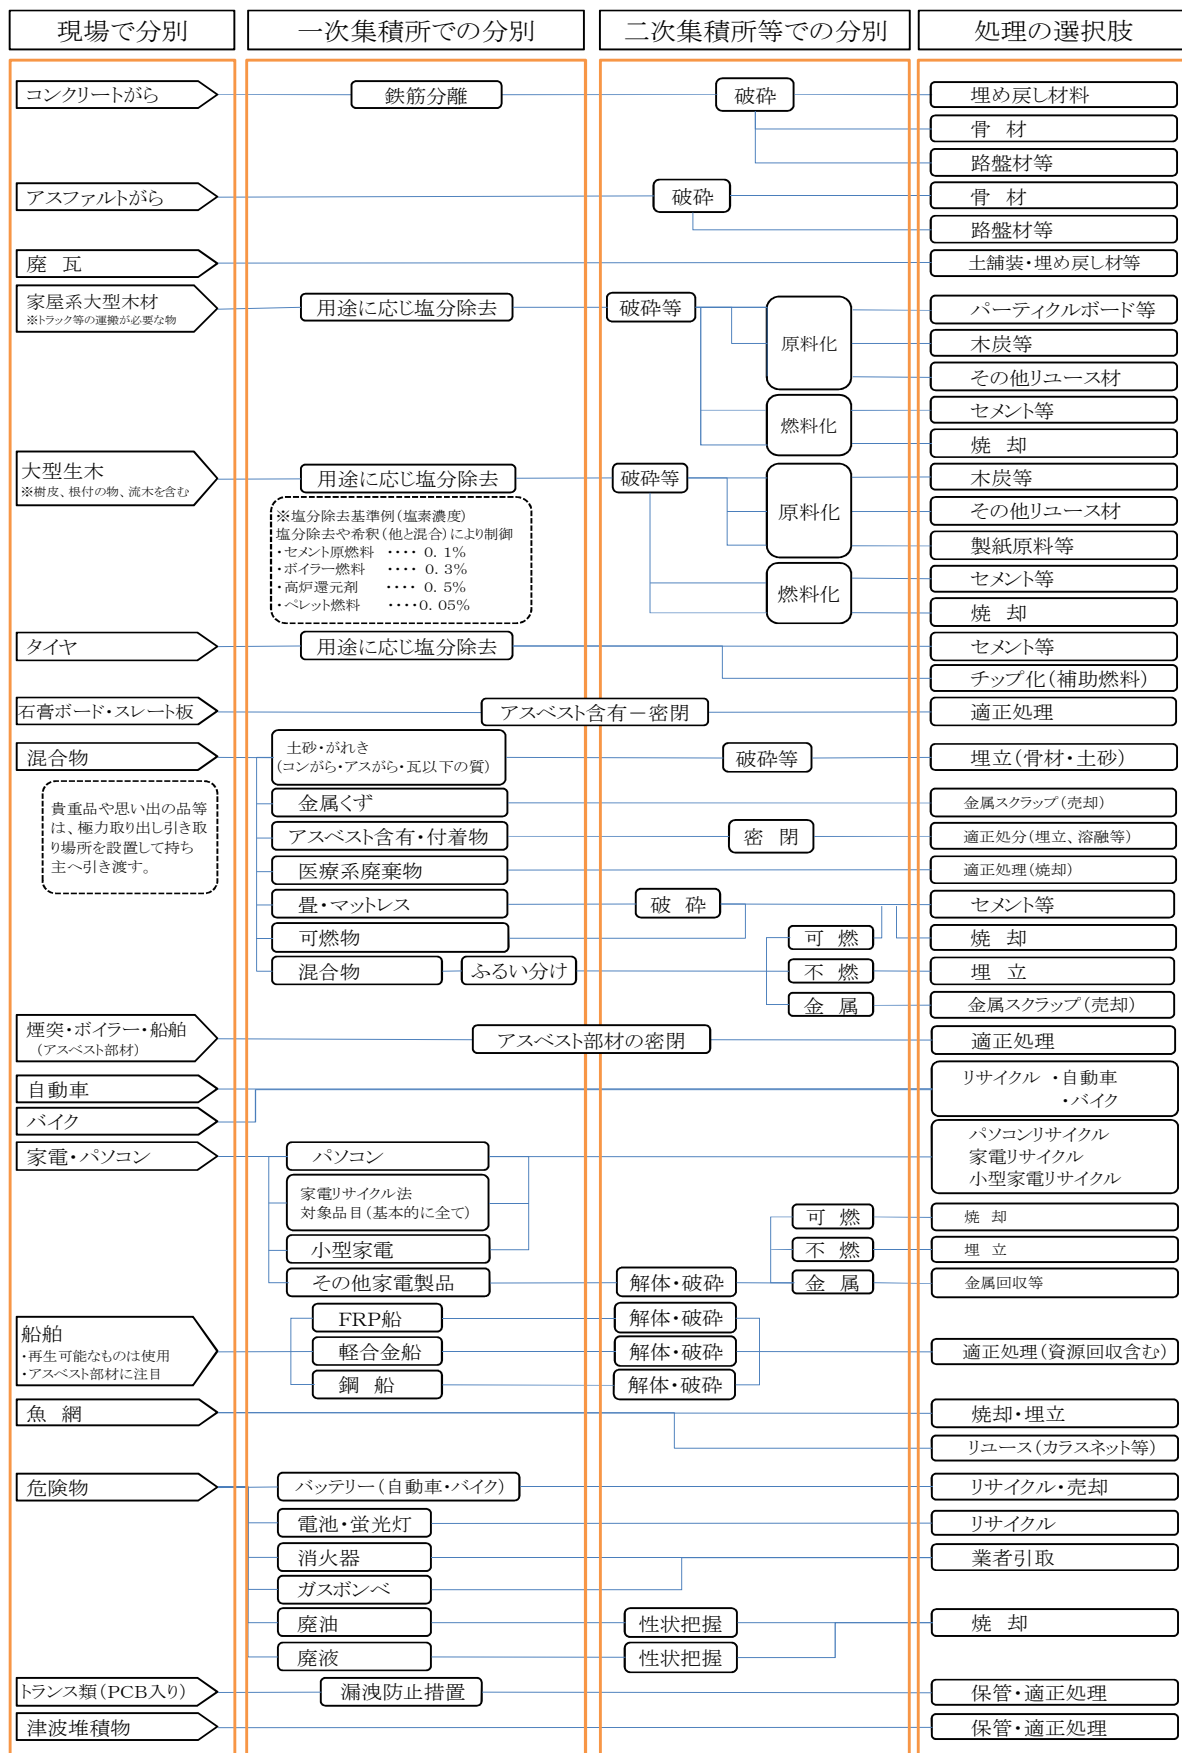 現場で分別
一次集積所での分別
二次集積所等での分別
処理の選択肢
コンクリートがら
鉄筋分離
破砕
埋め戻し材料
骨 材
路盤材等
アスファルトがら
破砕
骨 材
路盤材等
廃 瓦
土舗装・埋め戻し材等
家屋系大型木材
※トラック等の運搬が必要な物
用途に応じ塩分除去
破砕等
原料化
パーティクルボード等
木炭等
その他リユース材
燃料化
セメント等
焼 却
大型生木
※樹皮、根付の物、流木を含む
用途に応じ塩分除去
破砕等
原料化
木炭等
その他リユース材
製紙原料等
燃料化
セメント等
焼 却
※塩分除去基準例(塩素濃度)
塩分除去や希釈(他と混合)により制御
・セメント原燃料 ・・・・ 0. 1%
・ボイラー燃料 ・・・・ 0. 3%
・高炉還元剤 ・・・・ 0. 5%
・ペレット燃料 ・・・・0. 05%
タイヤ
用途に応じ塩分除去
セメント等
チップ化(補助燃料)
石膏ボード・スレート板
アスベスト含有－密閉
適正処理
混合物
貴重品や思い出の品等
は、極力取り出し引き取
り場所を設置して持ち
主へ引き渡す。
土砂・がれき
(コンがら・アスがら・瓦以下の質)
破砕等
埋立(骨材・土砂)
金属くず
金属スクラップ(売却)
アスベスト含有・付着物
密 閉
適正処分(埋立、溶融等)
医療系廃棄物
適正処理(焼却)
畳・マットレス
破 砕
セメント等
可燃物
可 燃
焼 却
混合物
ふるい分け
不 燃
埋 立
金 属
金属スクラップ(売却)
煙突・ボイラー・船舶
(アスベスト部材)
アスベスト部材の密閉
適正処理
自動車
バイク
リサイクル ・自動車
・バイク
家電・パソコン
パソコン
パソコンリサイクル
家電リサイクル
小型家電リサイクル
家電リサイクル法
対象品目(基本的に全て)
小型家電
その他家電製品
解体・破砕
可 燃
焼 却
不 燃
埋 立
金 属
金属回収等
船舶
・再生可能なものは使用
・アスベスト部材に注目
FRP船
解体・破砕
軽合金船
解体・破砕
適正処理(資源回収含む)
鋼 船
解体・破砕
魚 網
焼却・埋立
リユース(カラスネット等)
危険物
バッテリー(自動車・バイク)
リサイクル・売却
電池・蛍光灯
リサイクル
消火器
業者引取
ガスボンベ
廃油
性状把握
焼 却
廃液
性状把握
トランス類(PCB入り)
漏洩防止措置
保管・適正処理
津波堆積物
保管・適正処理